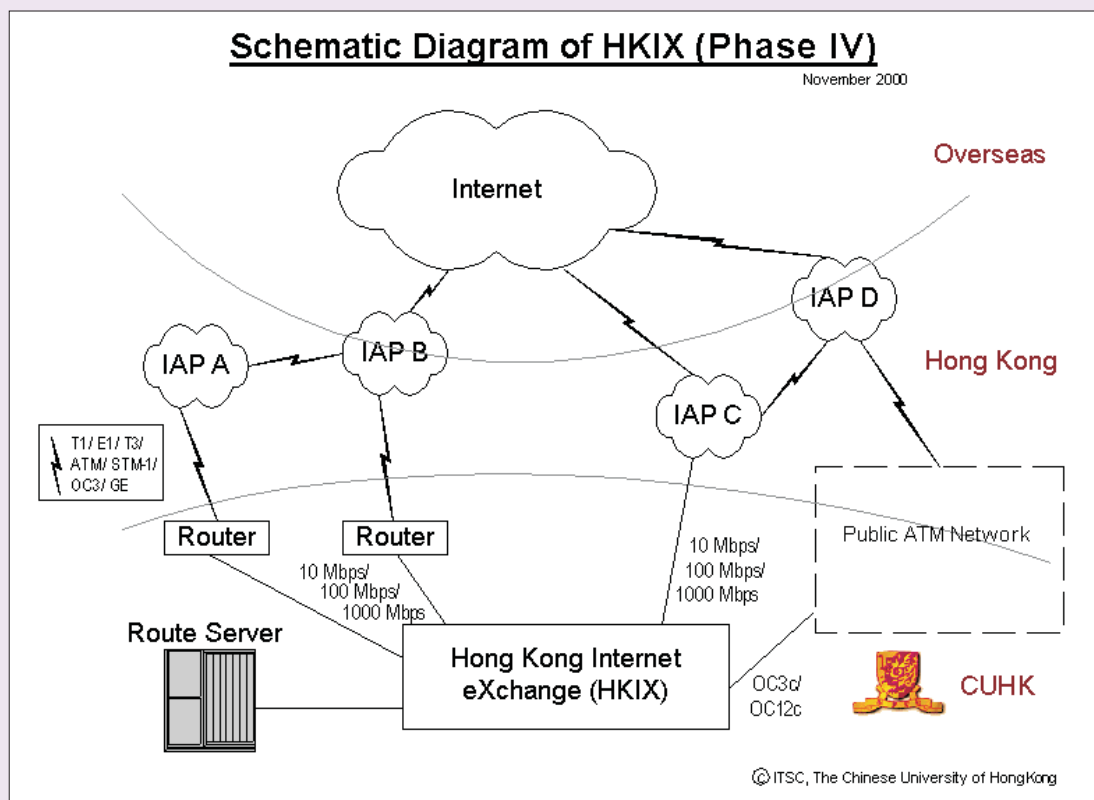 Schematic Diagram of HKIX (Phase IV)
November 2000
Overseas
Internet
IAP D
IAP A
IAP B
Hong Kong
IAP C
T1/ E1/ T3/
ATM/ STM-1/
OC3/ GE
Router
Router
Public ATM Network
10 Mbps/
100 Mbps/
1000 Mbps
10 Mbps/
100 Mbps/
1000 Mbps
Route Server
Hong Kong Internet
eXchange (HKIX)
OC3c/
OC12c
CUHK
© ITSC, The Chinese University of HongKong